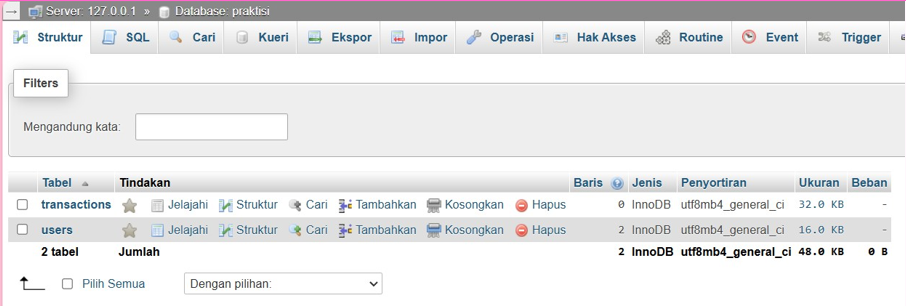 Server: 127.0.0.1 » Database: praktisi
Struktur SQL Cari Kueri Ekspor Impor Operasi Hak Akses Routine Event Trigger
Filters
Mengandung kata:
Tabel Tindakan Baris Jenis Penyortiran Ukuran Beban
transactions Jelajahi Struktur Cari Tambahkan Kosongkan Hapus 0 InnoDB utf8mb4_general_ci 32.0 KB -
users Jelajahi Struktur Cari Tambahkan Kosongkan Hapus 2 InnoDB utf8mb4_general_ci 16.0 KB -
2 tabel Jumlah 2 InnoDB utf8mb4_general_ci 48.0 KB 0 B
Pilih Semua Dengan pilihan: